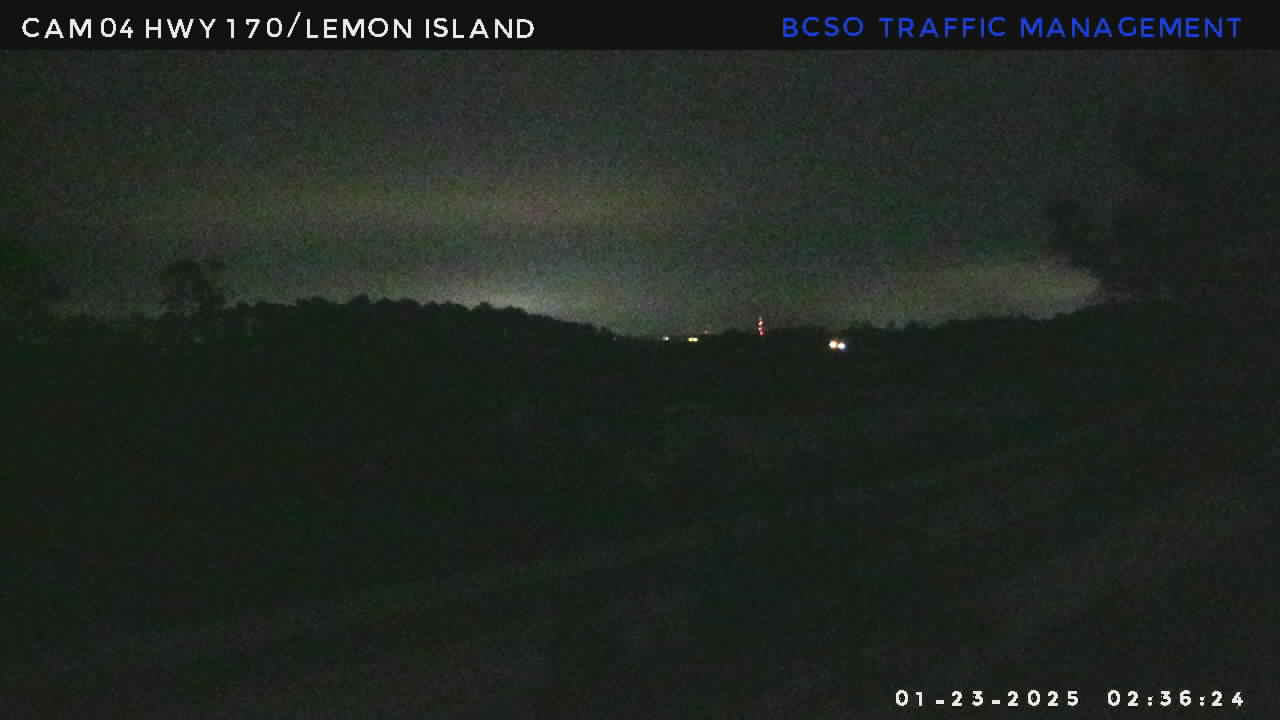 CAM 04 HWY 170/LEMON ISLAND
BCSO TRAFFIC MANAGEMENT
01-23-2025 02:36:24